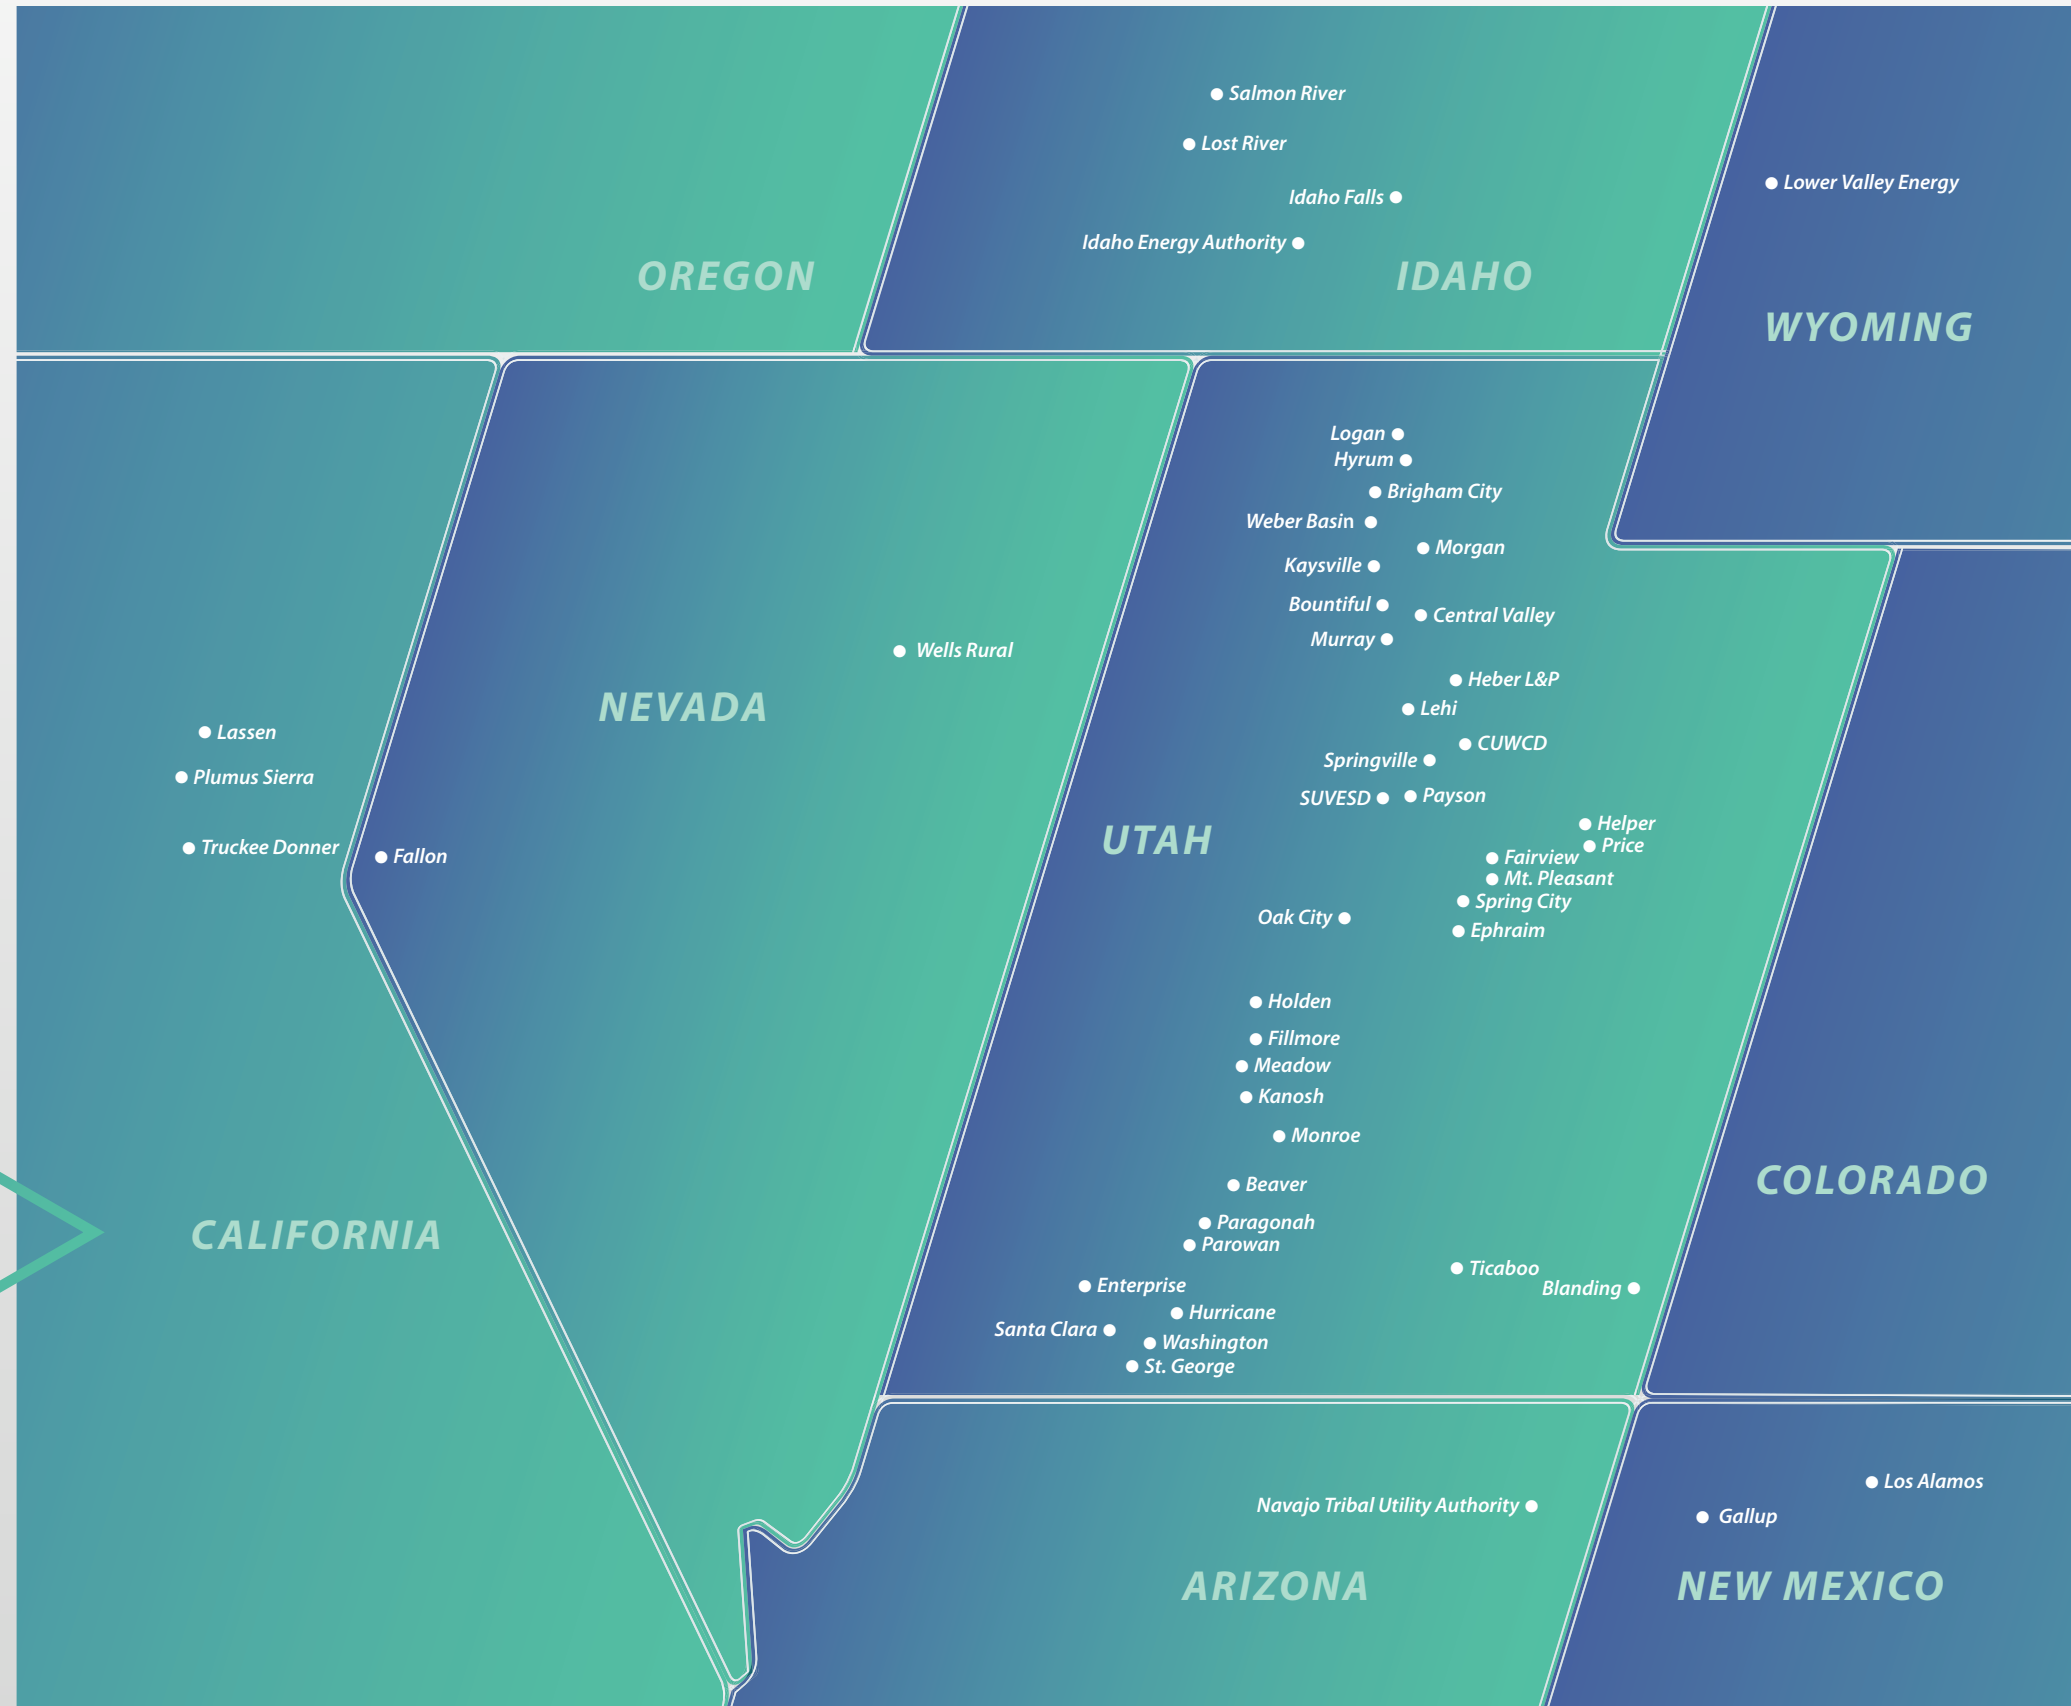 Salmon River
Lost River
Lower Valley Energy
Idaho Falls
Idaho Energy Authority
OREGON
IDAHO
WYOMING
Logan
Hyrum
Brigham City
Weber Basin
Morgan
Kaysville
Bountiful
Central Valley
Murray
Wells Rural
Heber L&P
NEVADA
Lehi
Lassen
CUWCD
Springville
Plumus Sierra
SUVESD
Payson
Helper
UTAH
Price
Truckee Donner
Fallon
Fairview
Mt. Pleasant
Spring City
Oak City
Ephraim
Holden
Fillmore
Meadow
Kanosh
Monroe
COLORADO
Beaver
Paragonah
CALIFORNIA
Parowan
Ticaboo
Enterprise
Blanding
Hurricane
Santa Clara
Washington
St. George
Los Alamos
Navajo Tribal Utility Authority
Gallup
ARIZONA
NEW MEXICO